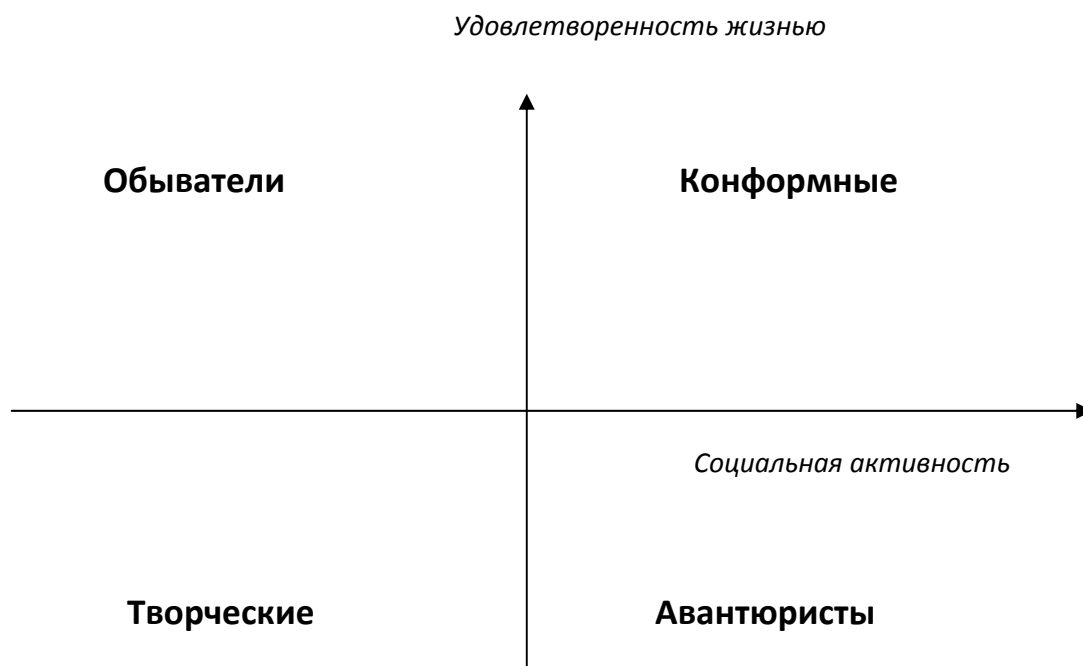 Удовлетворенность жизнью
Обыватели
Конформные
Социальная активность
Творческие
Авантюристы